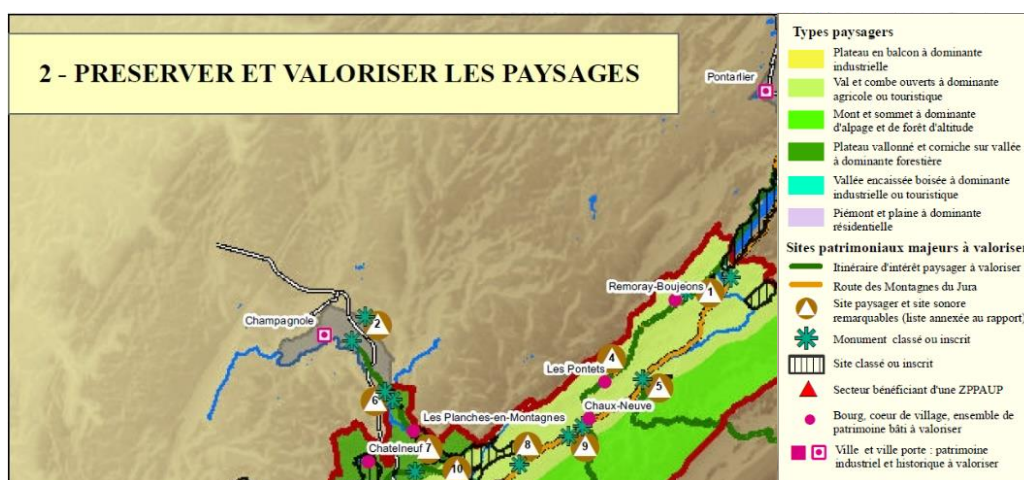 2 - PRESERVER ET VALORISER LES PAYSAGES
Pontarlier
Remoray-Boujeons
1
Champagnole
2
4
Les Pontets
5
6
Chaux-Neuve
Les Planches-en-Montagnes
Chatelneuf
7
8
9
10
Types paysagers
Plateau en balcon à dominante
industrielle
Val et combe ouverts à dominante
agricole ou touristique
Mont et sommet à dominante
d'alpage et de forêt d'altitude
Plateau vallonné et corniche sur vallée
à dominante forestière
Vallée encaissée boisée à dominante
industrielle ou touristique
Piémont et plaine à dominante
résidentielle
Sites patrimoniaux majeurs à valoriser
Itinéraire d'intérêt paysager à valoriser
Route des Montagnes du Jura
Site paysager et site sonore
remarquables (liste annexée au rapport)
Monument classé ou inscrit
Site classé ou inscrit
Secteur bénéficiant d'une ZPPAUP
Bourg, coeur de village, ensemble de
patrimoine bâti à valoriser
Ville et ville porte : patrimoine
industriel et historique à valoriser